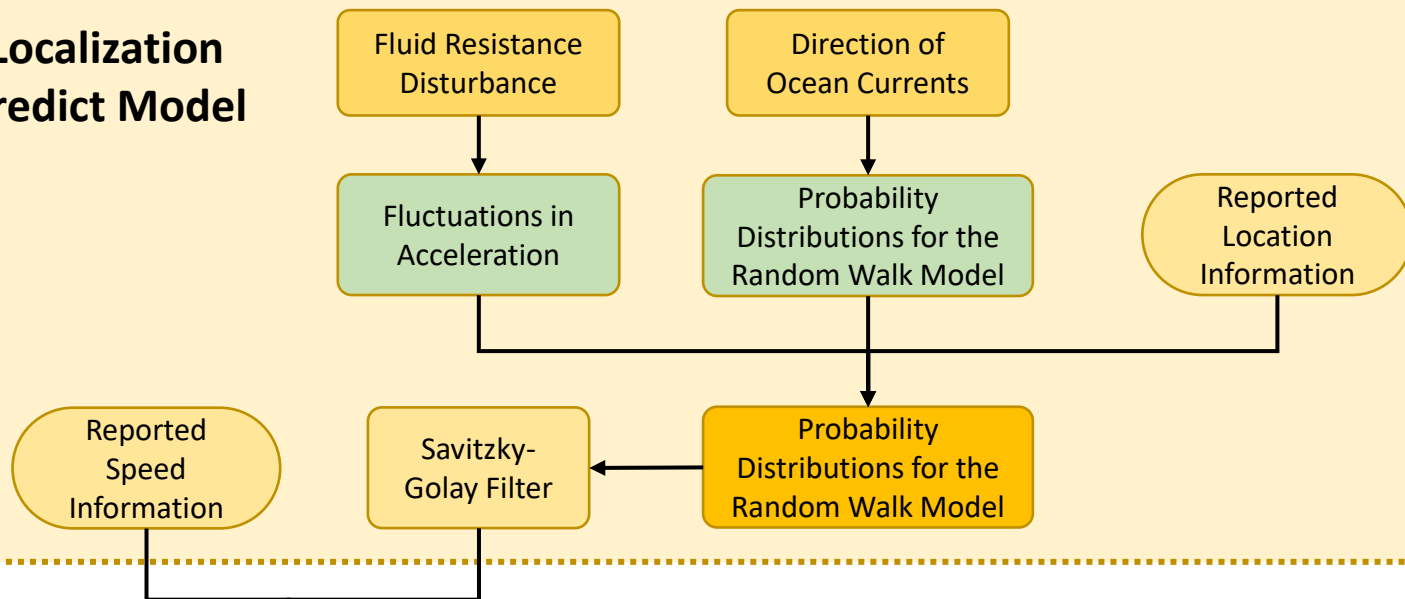 Localization
redict Model
Fluid Resistance
Disturbance
Direction of
Ocean Currents
Fluctuations in
Acceleration
Probability
Distributions for the
Random Walk Model
Reported
Location
Information
Reported
Speed
Information
Savitzky-
Golay Filter
Probability
Distributions for the
Random Walk Model